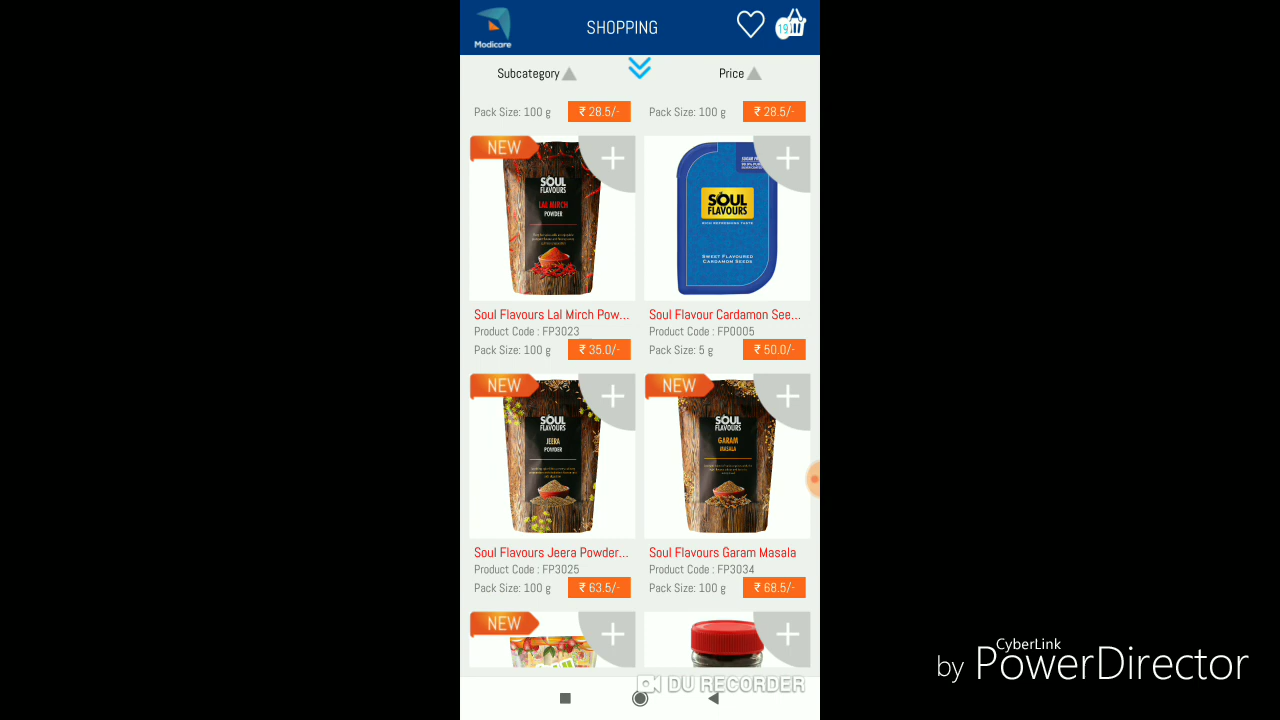 Modicare
SHOPPING
19
Subcategory
Price
Pack Size: 100 g
₹ 28.5/-
Pack Size: 100 g
₹ 28.5/-
NEW
SOUL
FLAVOURS
LAL MIRCH
POWDER
SOUL
FLAVOURS
RICH REFRESHING TASTE
SWEET FLAVOURED
CARDAMOM SEEDS
Soul Flavours Lal Mirch Pow...
Product Code : FP3023
Pack Size: 100 g
₹ 35.0/-
Soul Flavour Cardamon See...
Product Code : FP0005
Pack Size: 5 g
₹ 50.0/-
NEW
SOUL
FLAVOURS
JEERA
POWDER
NEW
SOUL
FLAVOURS
GARAM
MASALA
Soul Flavours Jeera Powder...
Product Code : FP3025
Pack Size: 100 g
₹ 63.5/-
Soul Flavours Garam Masala
Product Code : FP3034
Pack Size: 100 g
₹ 68.5/-
NEW
DU RECORDER
CyberLink
by PowerDirector